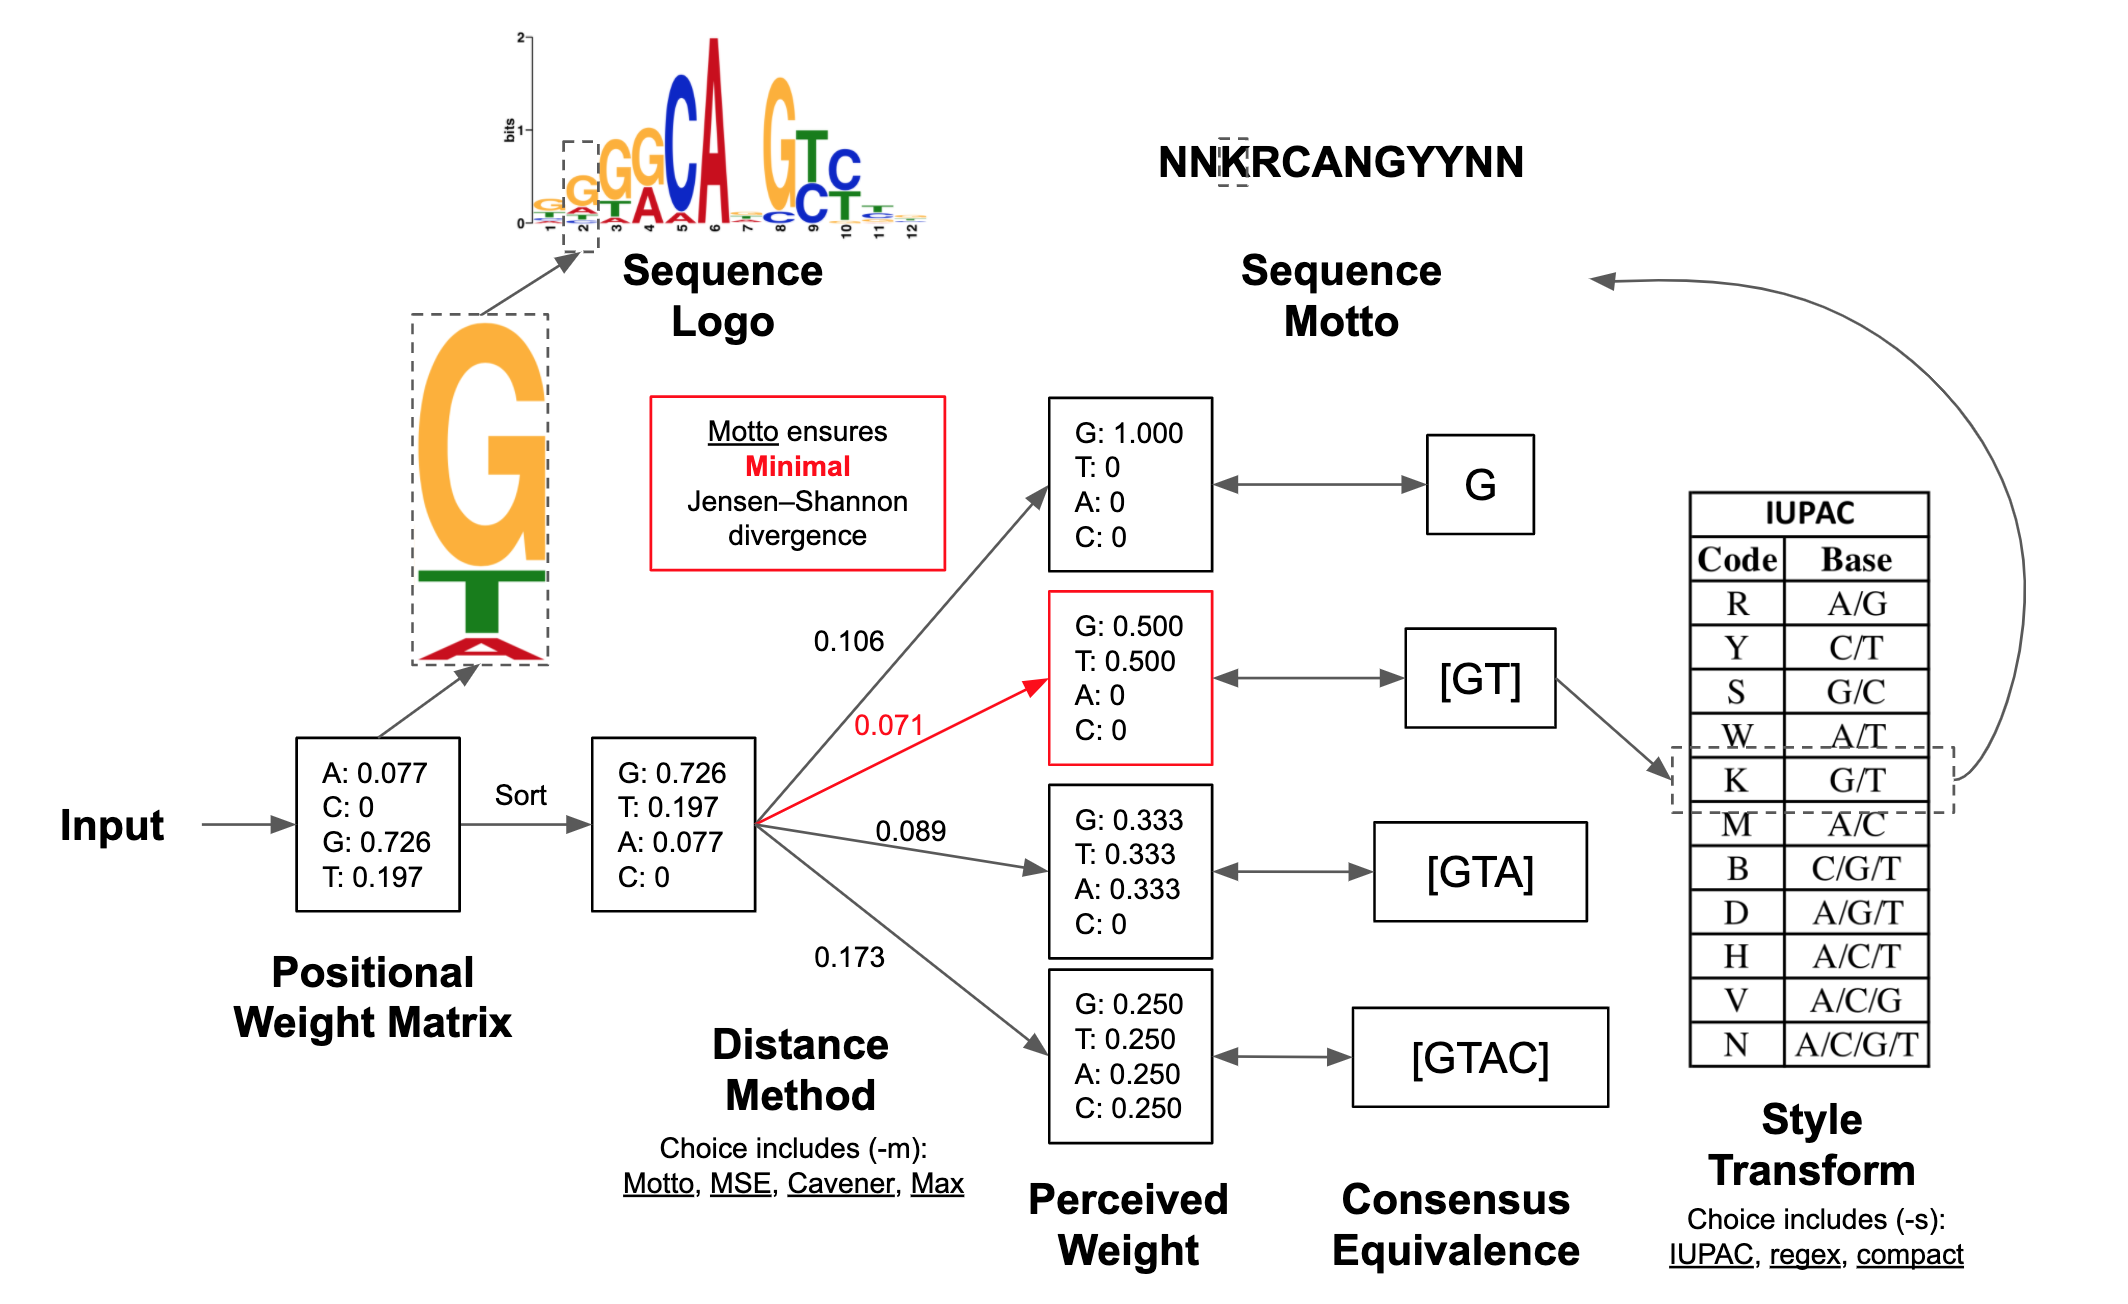 2
bits
1
0
1 2 3 4 5 6 7 8 9 10 11 12
Sequence
Logo
NNKRCANGYYNN
Sequence
Motto
G
T
A
Motto ensures
Minimal
Jensen–Shannon
divergence
Input
A: 0.077
C: 0
G: 0.726
T: 0.197
Positional
Weight Matrix
Sort
G: 0.726
T: 0.197
A: 0.077
C: 0
0.106
0.071
0.089
0.173
Distance
Method
Choice includes (-m):
Motto, MSE, Cavener, Max
G: 1.000
T: 0
A: 0
C: 0
G: 0.500
T: 0.500
A: 0
C: 0
G: 0.333
T: 0.333
A: 0.333
C: 0
G: 0.250
T: 0.250
A: 0.250
C: 0.250
Perceived
Weight
G
[GT]
[GTA]
[GTAC]
Consensus
Equivalence
IUPAC
Code Base
R A/G
Y C/T
S G/C
W A/T
K G/T
M A/C
B C/G/T
D A/G/T
H A/C/T
V A/C/G
N A/C/G/T
Style
Transform
Choice includes (-s):
IUPAC, regex, compact